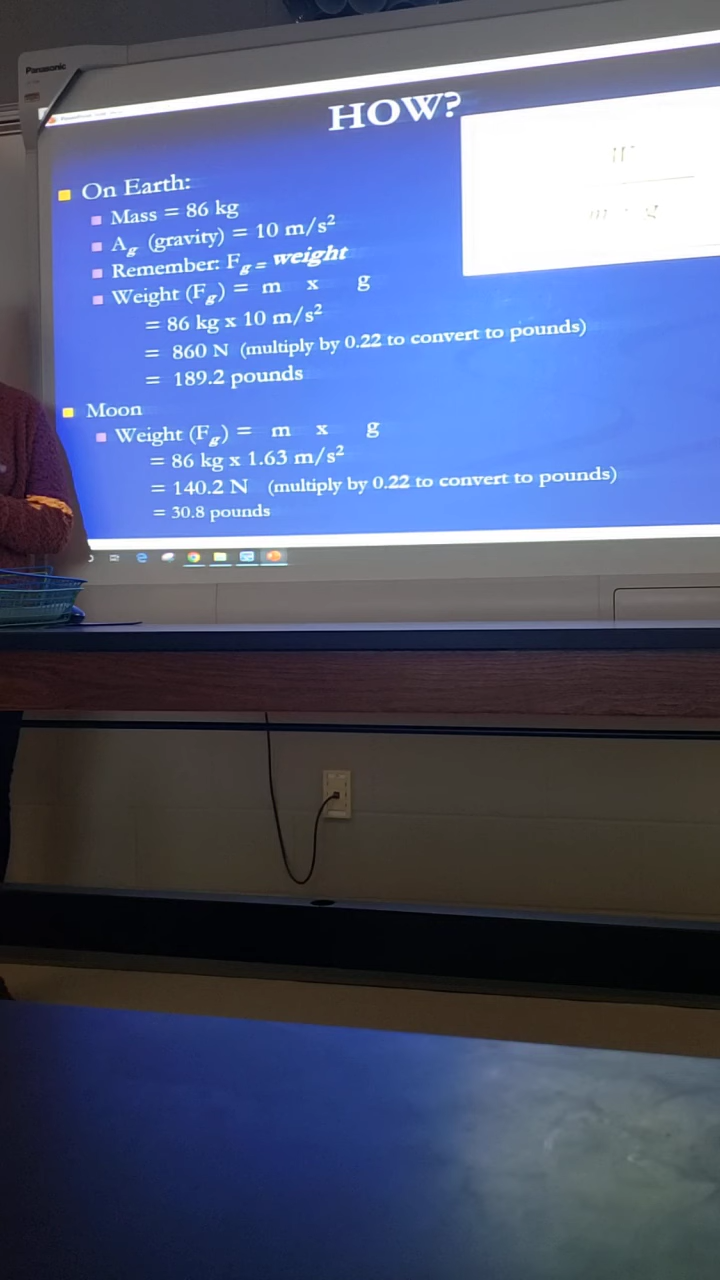 Panasonic
HOW?
W
m · g
On Earth:
Mass = 86 kg
Ag (gravity) = 10 m/s²
Remember: Fg = weight
Weight (Fg) = m x g
= 86 kg x 10 m/s²
= 860 N (multiply by 0.22 to convert to pounds)
= 189.2 pounds
Moon
Weight (Fg) = m x g
= 86 kg x 1.63 m/s²
= 140.2 N (multiply by 0.22 to convert to pounds)
= 30.8 pounds